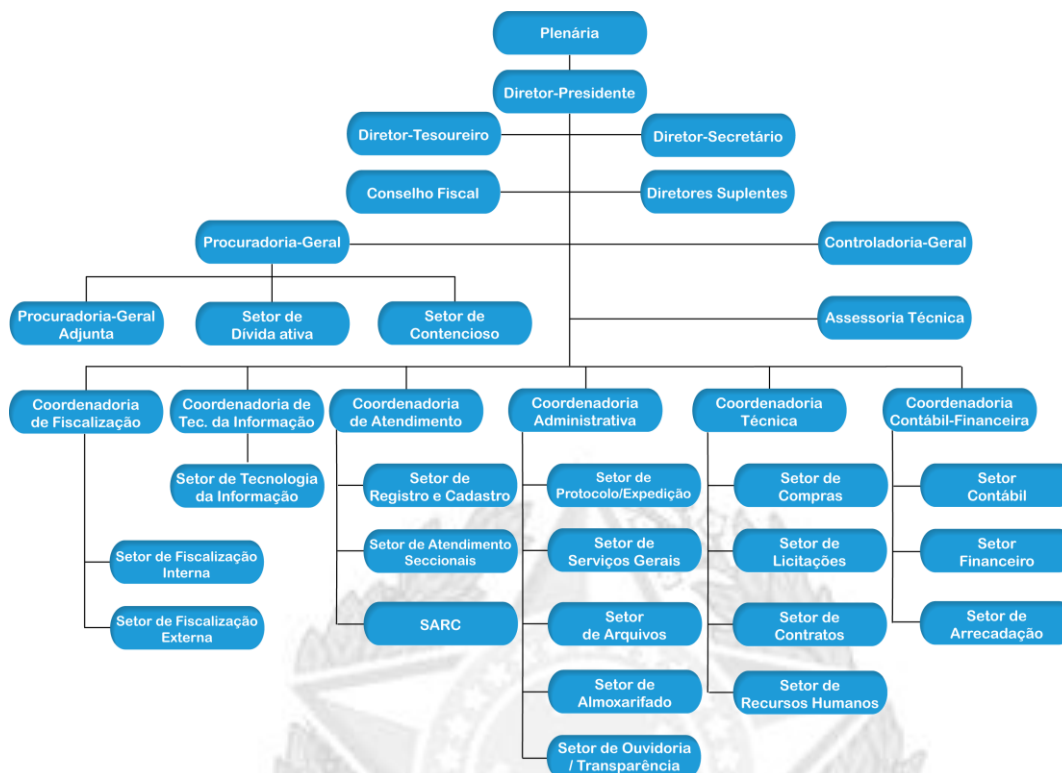 Plenária
Diretor-Presidente
Diretor-Tesoureiro
Diretor-Secretário
Conselho Fiscal
Diretores Suplentes
Procuradoria-Geral
Controladoria-Geral
Procuradoria-Geral
Adjunta
Setor de
Dívida ativa
Setor de
Contencioso
Assessoria Técnica
Coordenadoria
de Fiscalização
Coordenadoria de
Tec. da Informação
Coordenadoria
de Atendimento
Coordenadoria
Administrativa
Coordenadoria
Técnica
Coordenadoria
Contábil-Financeira
Setor de Fiscalização
Interna
Setor de Fiscalização
Externa
Setor de Tecnologia
da Informação
Setor de
Registro e Cadastro
Setor de Atendimento
Seccionais
SARC
Setor de
Protocolo/Expedição
Setor de
Serviços Gerais
Setor
de Arquivos
Setor de
Almoxarifado
Setor de Ouvidoria
/ Transparência
Setor de
Compras
Setor de
Licitações
Setor de
Contratos
Setor de
Recursos Humanos
Setor
Contábil
Setor
Financeiro
Setor de
Arrecadação